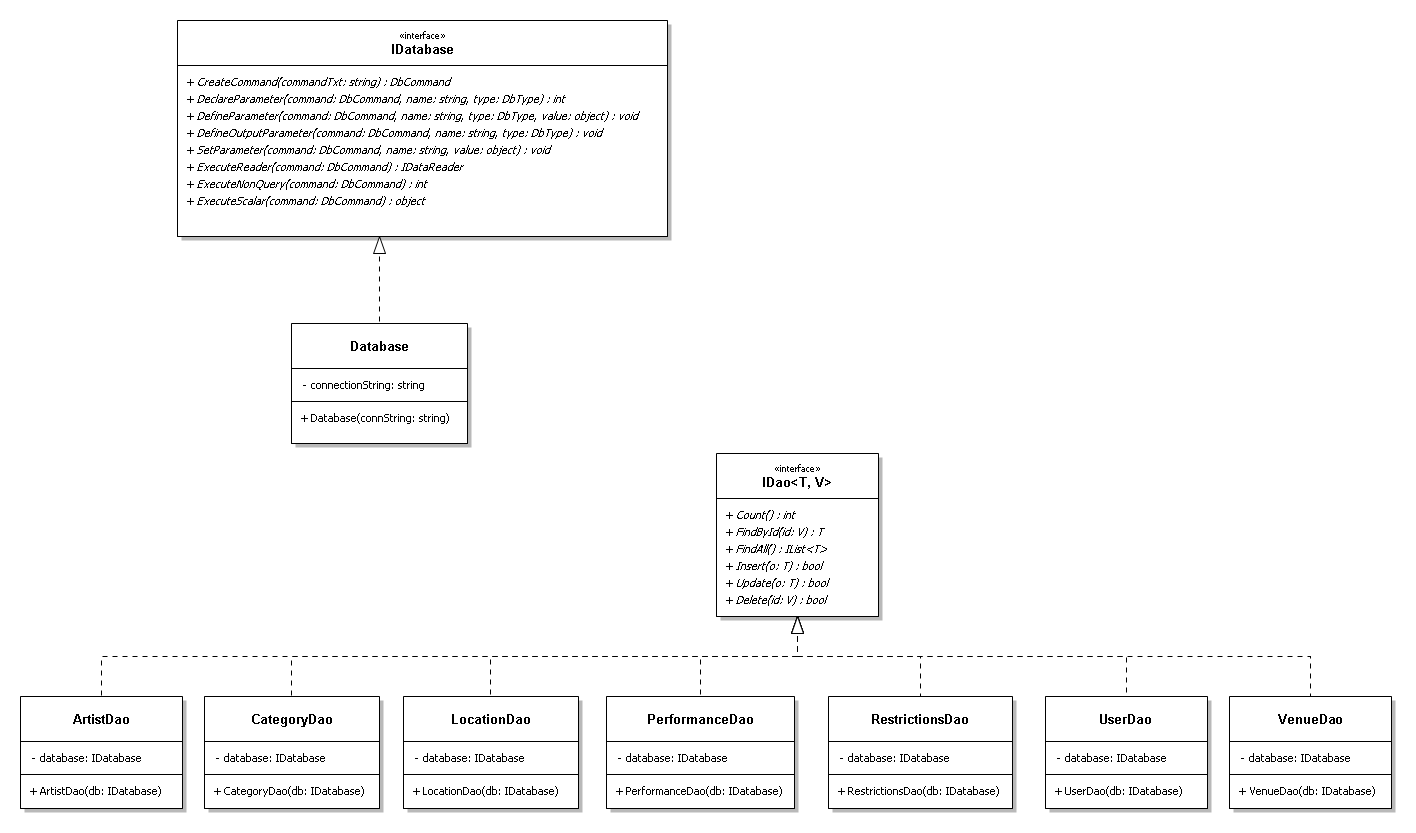 «interface»
IDatabase
+ CreateCommand(commandTxt: string) : DbCommand
+ DeclareParameter(command: DbCommand, name: string, type: DbType) : int
+ DefineParameter(command: DbCommand, name: string, type: DbType, value: object) : void
+ DefineOutputParameter(command: DbCommand, name: string, type: DbType) : void
+ SetParameter(command: DbCommand, name: string, value: object) : void
+ ExecuteReader(command: DbCommand) : IDataReader
+ ExecuteNonQuery(command: DbCommand) : int
+ ExecuteScalar(command: DbCommand) : object
Database
- connectionString: string
+ Database(connString: string)
«interface»
IDao<T, V>
+ Count() : int
+ FindById(id: V) : T
+ FindAll() : IList<T>
+ Insert(o: T) : bool
+ Update(o: T) : bool
+ Delete(id: V) : bool
ArtistDao
- database: IDatabase
+ ArtistDao(db: IDatabase)
CategoryDao
- database: IDatabase
+ CategoryDao(db: IDatabase)
LocationDao
- database: IDatabase
+ LocationDao(db: IDatabase)
PerformanceDao
- database: IDatabase
+ PerformanceDao(db: IDatabase)
RestrictionsDao
- database: IDatabase
+ RestrictionsDao(db: IDatabase)
UserDao
- database: IDatabase
+ UserDao(db: IDatabase)
VenueDao
- database: IDatabase
+ VenueDao(db: IDatabase)